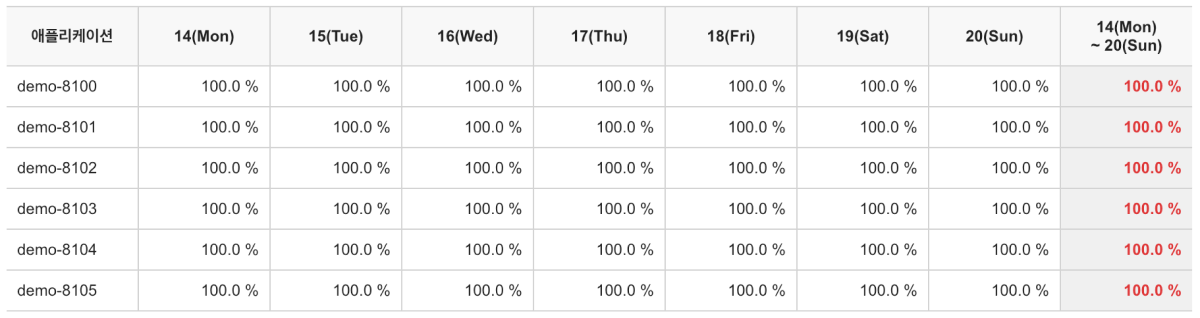 애플리케이션 14(Mon) 15(Tue) 16(Wed) 17(Thu) 18(Fri) 19(Sat) 20(Sun) 14(Mon)
~ 20(Sun)
demo-8100 100.0 % 100.0 % 100.0 % 100.0 % 100.0 % 100.0 % 100.0 % 100.0 %
demo-8101 100.0 % 100.0 % 100.0 % 100.0 % 100.0 % 100.0 % 100.0 % 100.0 %
demo-8102 100.0 % 100.0 % 100.0 % 100.0 % 100.0 % 100.0 % 100.0 % 100.0 %
demo-8103 100.0 % 100.0 % 100.0 % 100.0 % 100.0 % 100.0 % 100.0 % 100.0 %
demo-8104 100.0 % 100.0 % 100.0 % 100.0 % 100.0 % 100.0 % 100.0 % 100.0 %
demo-8105 100.0 % 100.0 % 100.0 % 100.0 % 100.0 % 100.0 % 100.0 % 100.0 %